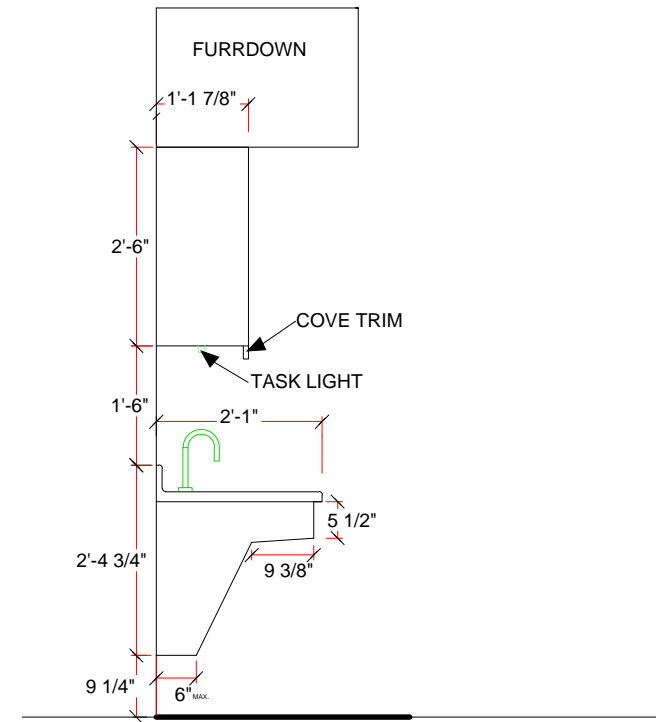 FURRDOWN
1'-1 7/8"
2'-6"
COVE TRIM
TASK LIGHT
1'-6"
2'-1"
5 1/2"
2'-4 3/4"
9 3/8"
9 1/4"
6" MAX.